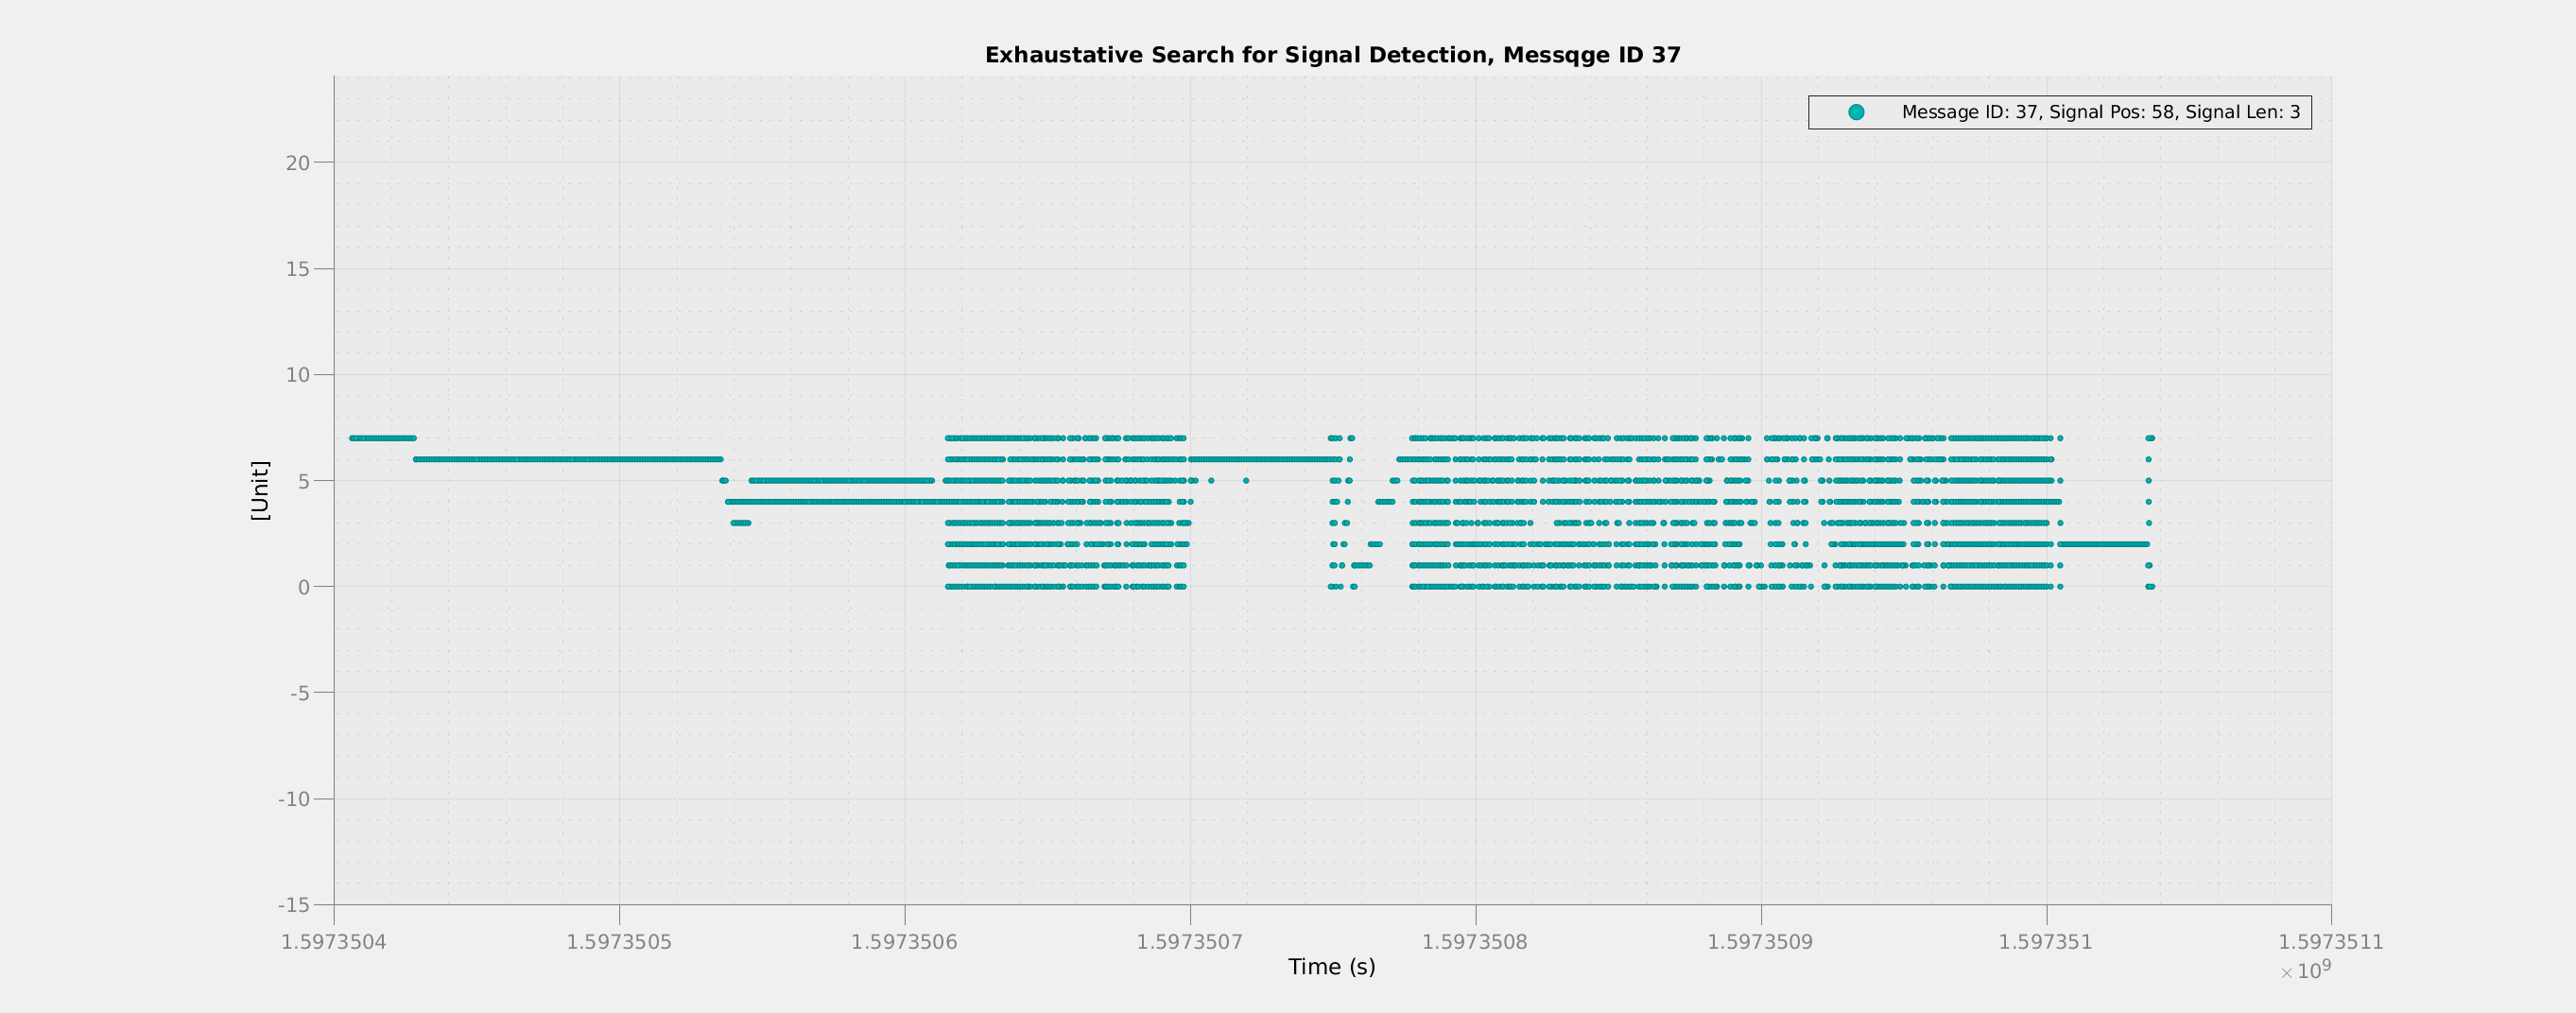 Exhaustative Search for Signal Detection, Messqge ID 37
Message ID: 37, Signal Pos: 58, Signal Len: 3
20
15
10
5
0
-5
-10
-15
[Unit]
1.5973504 1.5973505 1.5973506 1.5973507 1.5973508 1.5973509 1.597351 1.5973511
Time (s)
× 10⁹